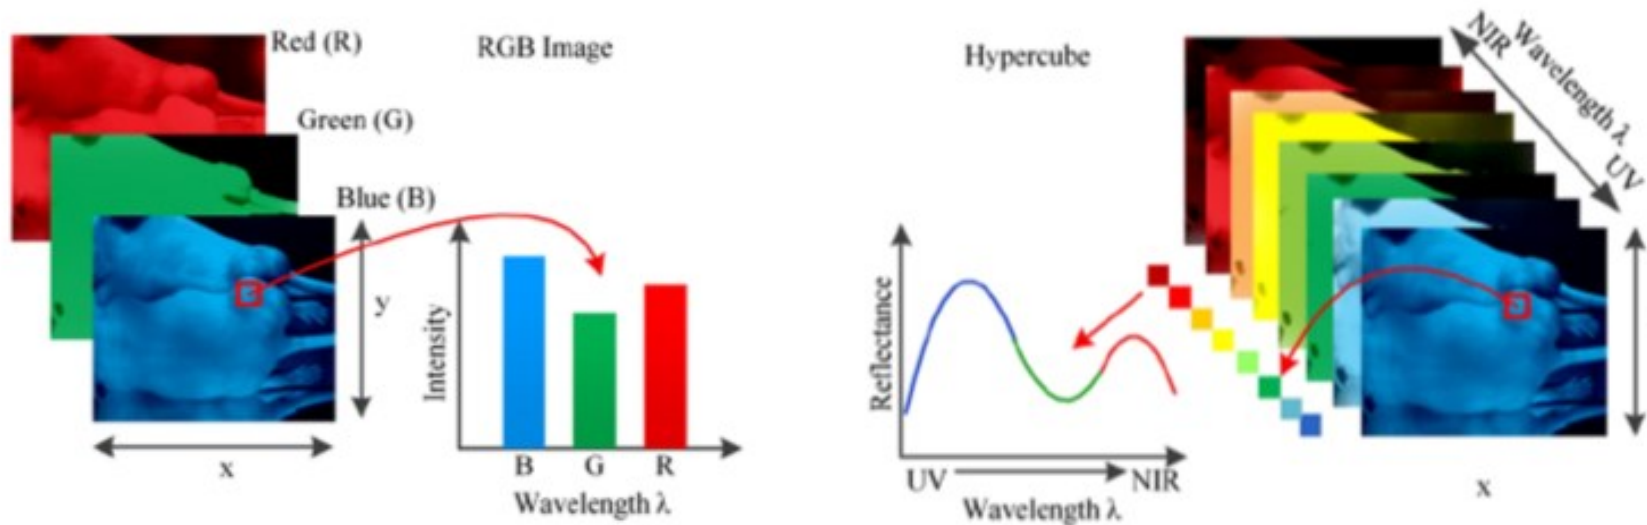 Red (R)
RGB Image
Green (G)
Blue (B)
y
x
Intensity
B G R
Wavelength λ
Hypercube
NIR
Wavelength λ
UV
Reflectance
UV NIR
Wavelength λ
x